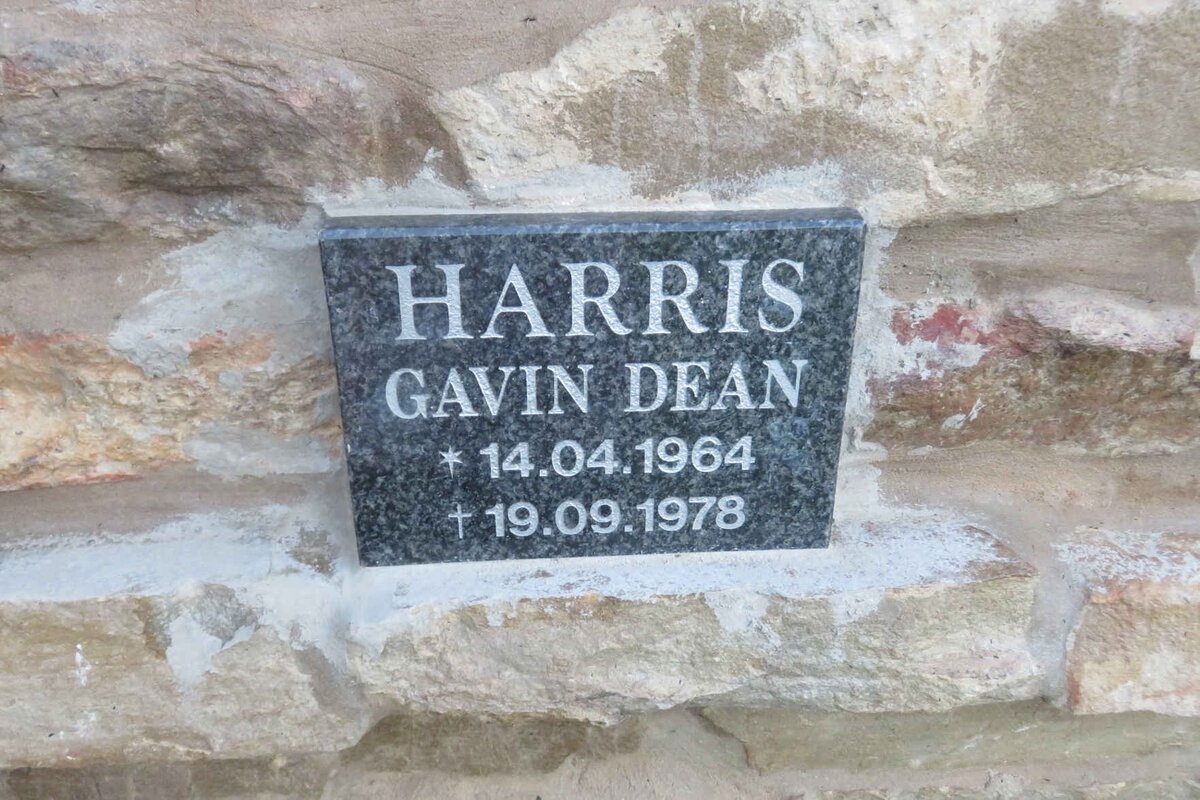 HARRIS
GAVIN DEAN
* 14.04.1964
† 19.09.1978